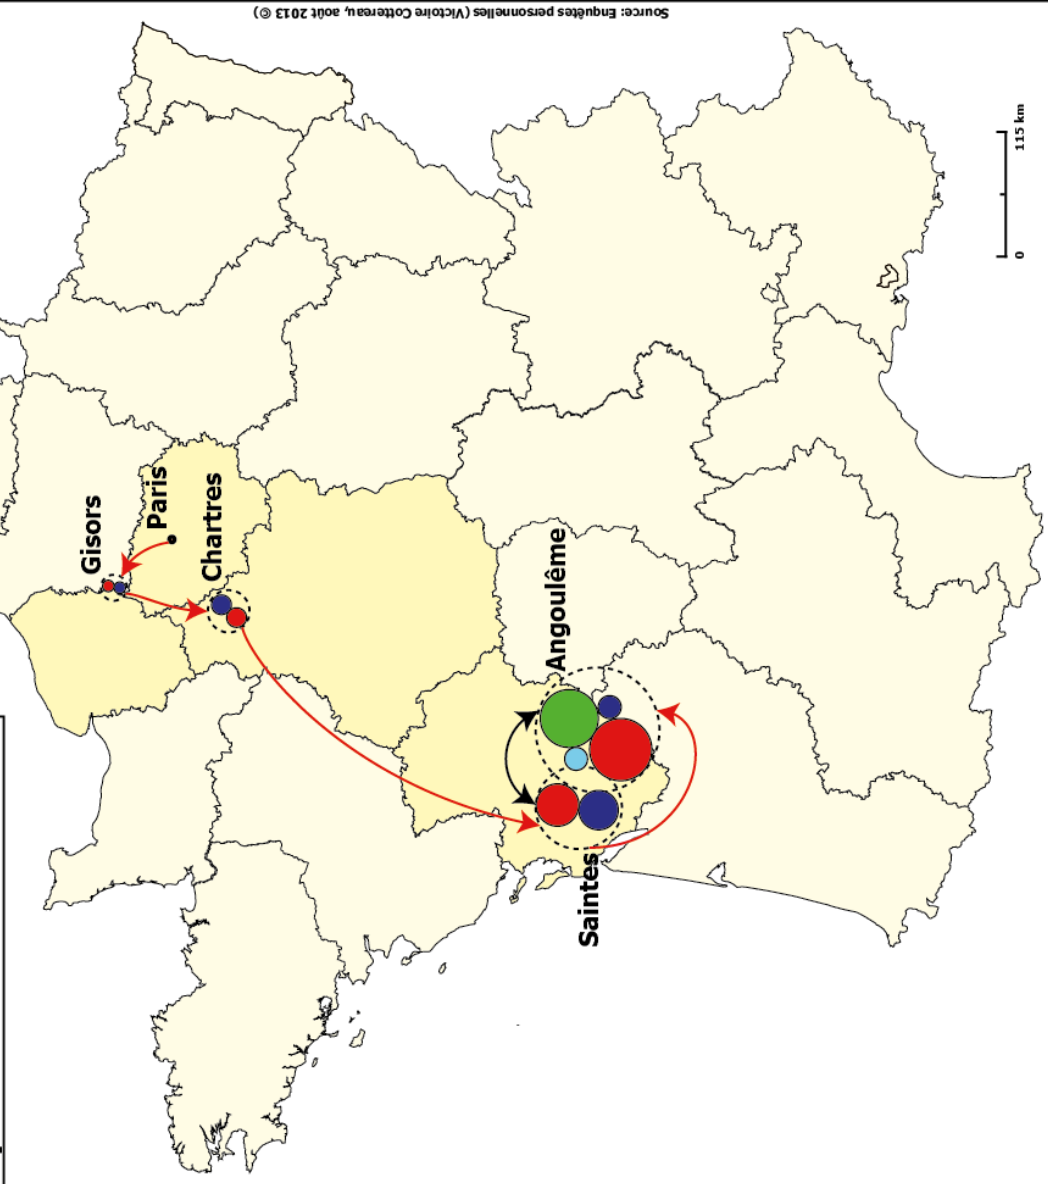 Source: Enquêtes personnelles (Victoire Cottereau, août 2013 ©)
Gisors
Paris
Chartres
Angoulême
Saintes
0
115 km